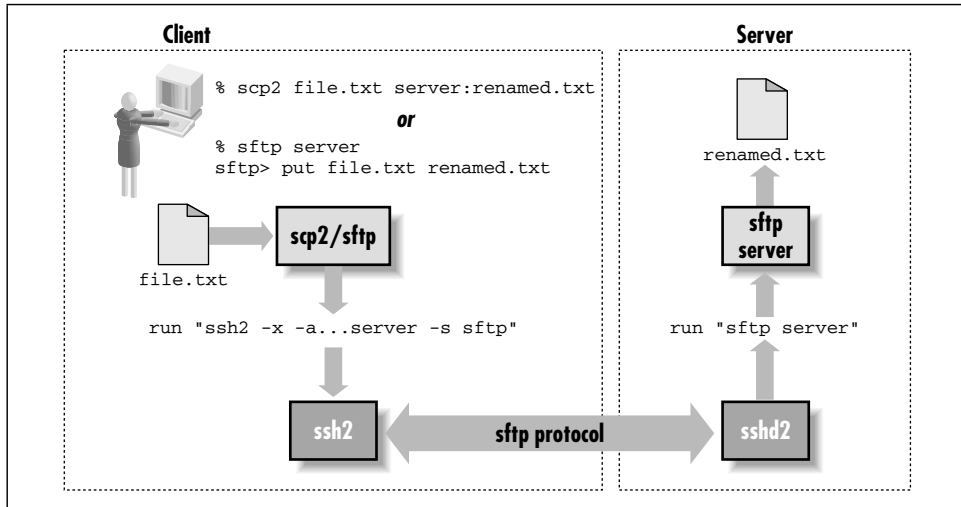 Client
% scp2 file.txt server:renamed.txt
or
% sftp server
sftp> put file.txt renamed.txt
file.txt
scp2/sftp
run "ssh2 -x -a...server -s sftp"
ssh2
sftp protocol
Server
renamed.txt
sftp
server
run "sftp server"
sshd2